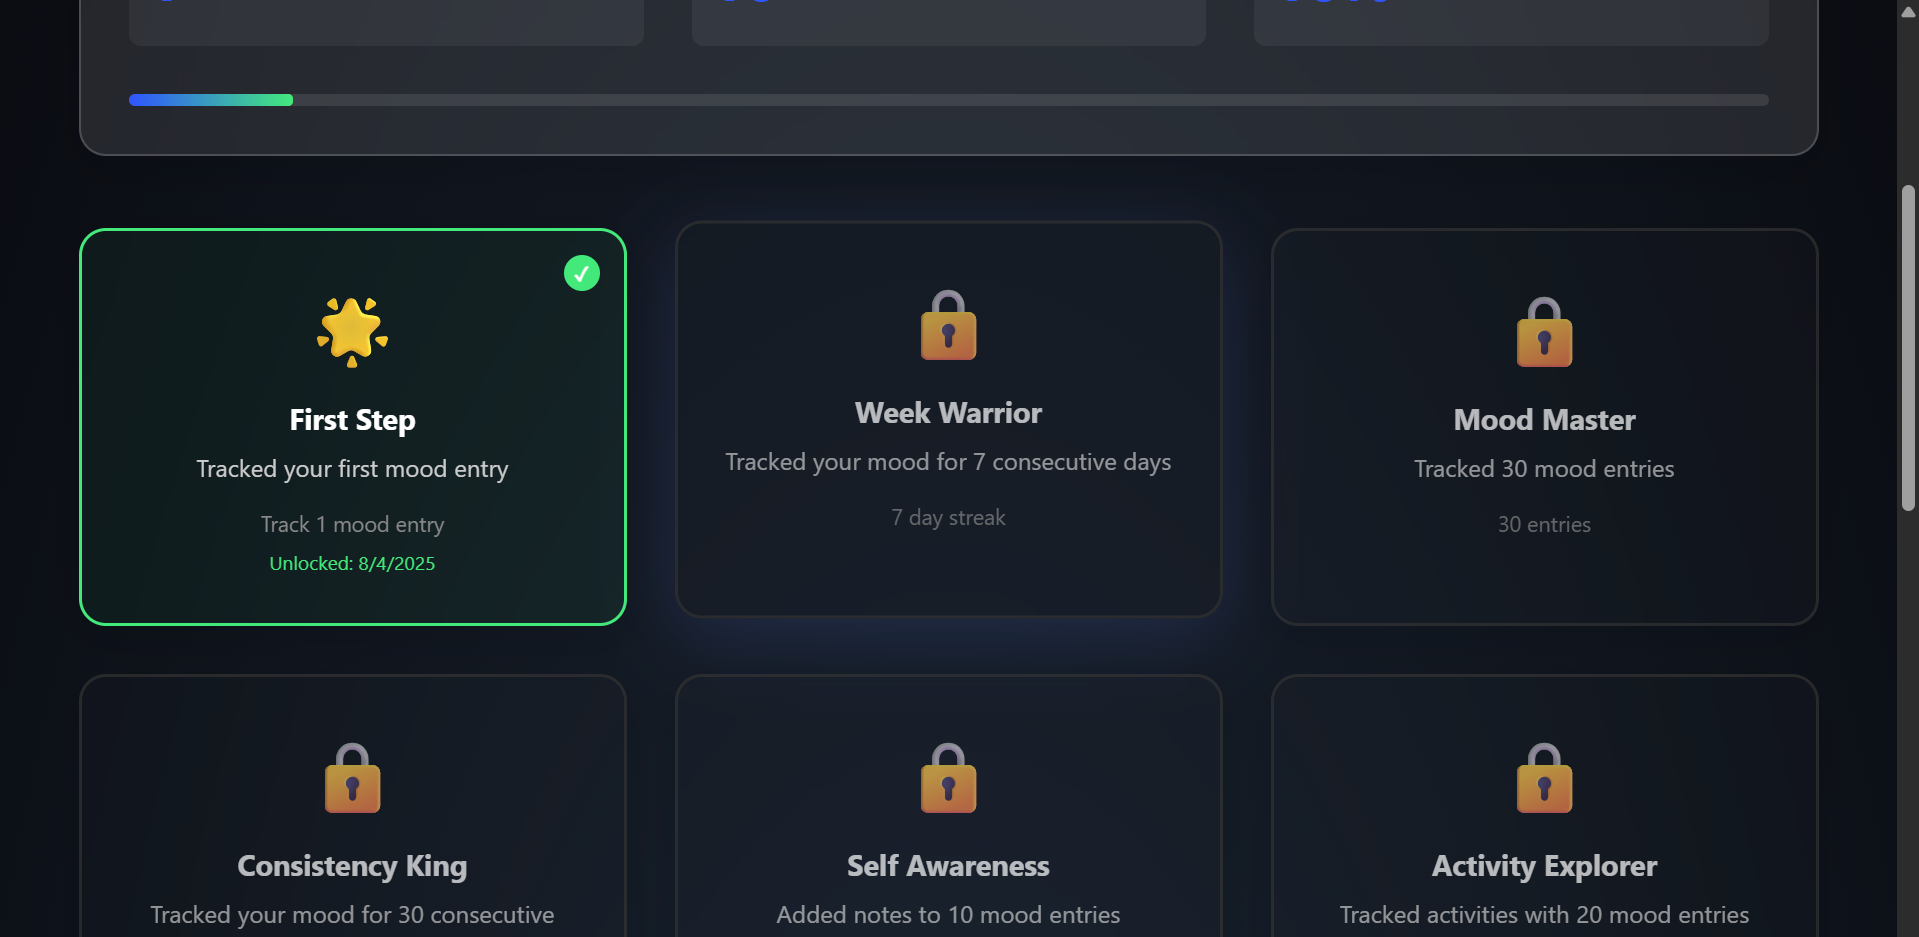 First Step
Tracked your first mood entry
Track 1 mood entry
Unlocked: 8/4/2025
Week Warrior
Tracked your mood for 7 consecutive days
7 day streak
Mood Master
Tracked 30 mood entries
30 entries
Consistency King
Tracked your mood for 30 consecutive
Self Awareness
Added notes to 10 mood entries
Activity Explorer
Tracked activities with 20 mood entries